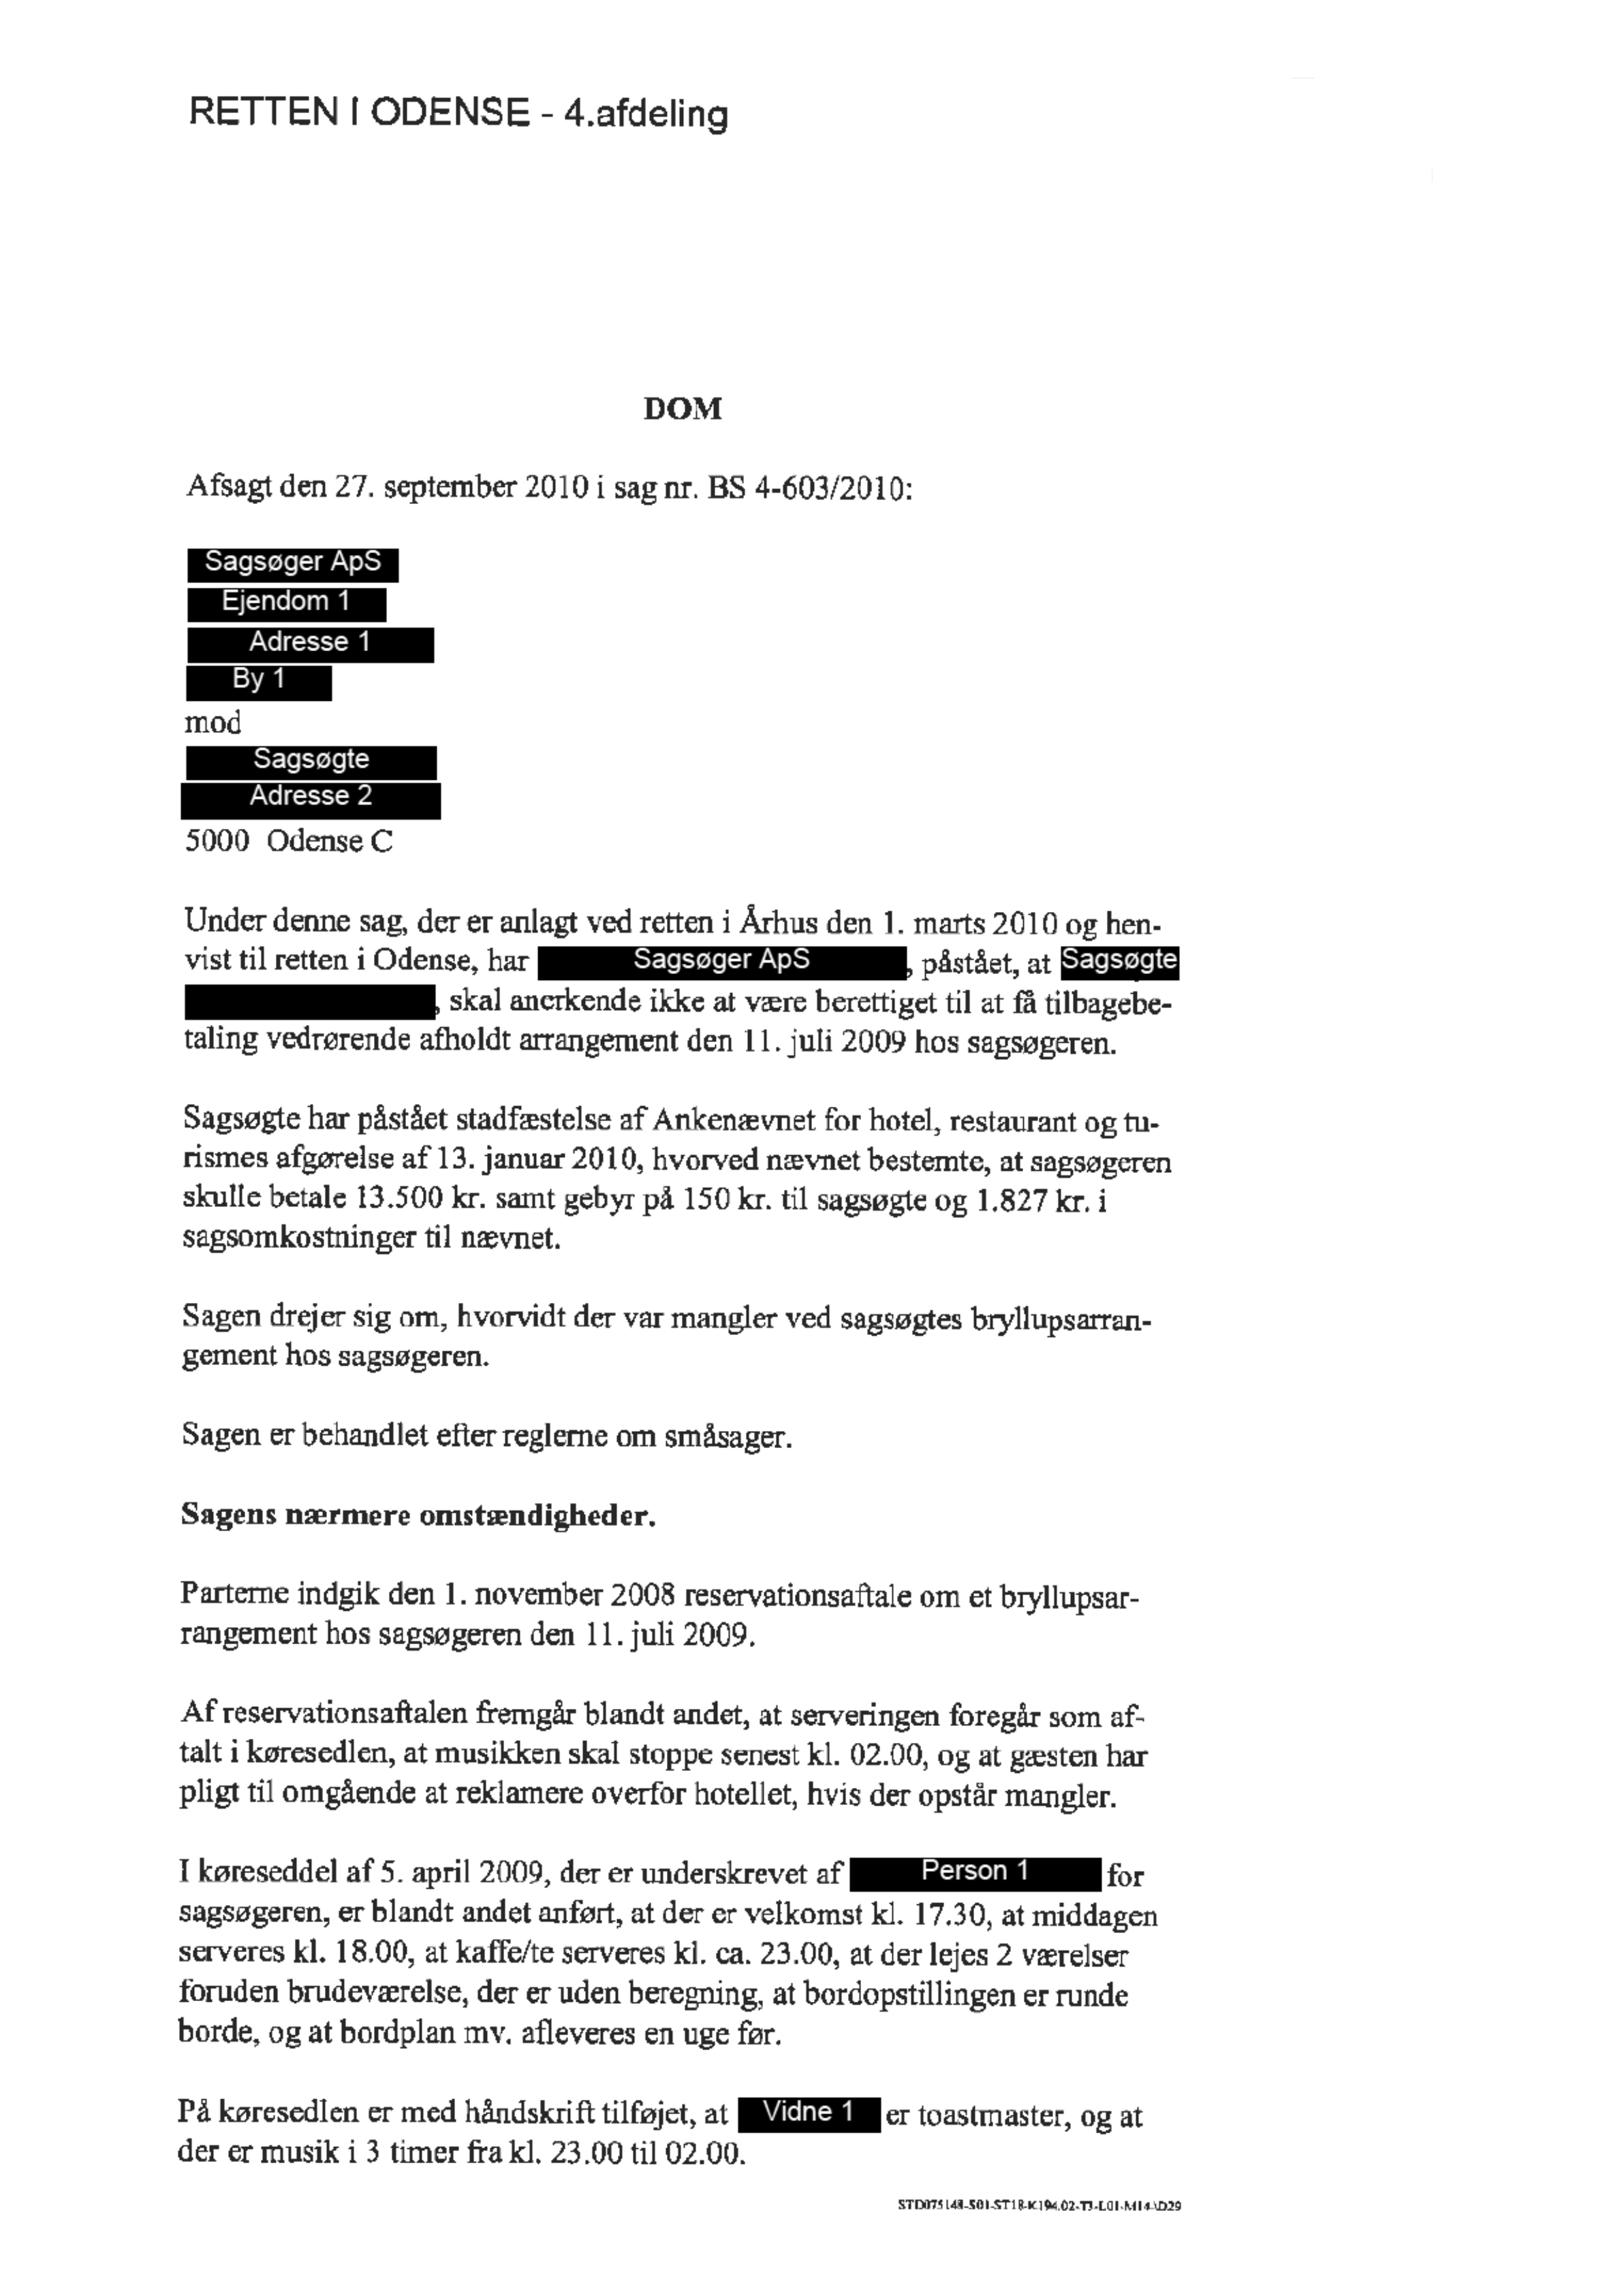 RETTEN I ODENSE - 4.afdeling
DOM
Afsagt den 27. september 2010 i sag nr. BS 4-603/2010:
Sagsøger ApS
Ejendom 1
Adresse 1
By 1
mod
Sagsøgte
Adresse 2
5000 Odense C
Under denne sag, der er anlagt ved retten i Århus den 1. marts 2010 og hen-
vist til retten i Odense, har Sagsøger ApS, påstået, at Sagsøgte
, skal anerkende ikke at være berettiget til at få tilbagebe-
taling vedrørende afholdt arrangement den 11. juli 2009 hos sagsøgeren.
Sagsøgte har påstået stadfæstelse af Ankenævnet for hotel, restaurant og tu-
rismes afgørelse af 13. januar 2010, hvorved nævnet bestemte, at sagsøgeren
skulle betale 13.500 kr. samt gebyr på 150 kr. til sagsøgte og 1.827 kr. i
sagsomkostninger til nævnet.
Sagen drejer sig om, hvorvidt der var mangler ved sagsøgtes bryllupsarran-
gement hos sagsøgeren.
Sagen er behandlet efter reglerne om småsager.
Sagens nærmere omstændigheder.
Parterne indgik den 1. november 2008 reservationsaftale om et bryllupsar-
rangement hos sagsøgeren den 11. juli 2009.
Af reservationsaftalen fremgår blandt andet, at serveringen foregår som af-
talt i køresedlen, at musikken skal stoppe senest kl. 02.00, og at gæsten har
pligt til omgående at reklamere overfor hotellet, hvis der opstår mangler.
I køreseddel af 5. april 2009, der er underskrevet af Person 1 for
sagsøgeren, er blandt andet anført, at der er velkomst kl. 17.30, at middagen
serveres kl. 18.00, at kaffe/te serveres kl. ca. 23.00, at der lejes 2 værelser
foruden brudeværelse, der er uden beregning, at bordopstillingen er runde
borde, og at bordplan mv. afleveres en uge før.
På køresedlen er med håndskrift tilføjet, at Vidne 1 er toastmaster, og at
der er musik i 3 timer fra kl. 23.00 til 02.00.
STD075148-S01-ST18-K194.02-T3-L01-M14-\D29